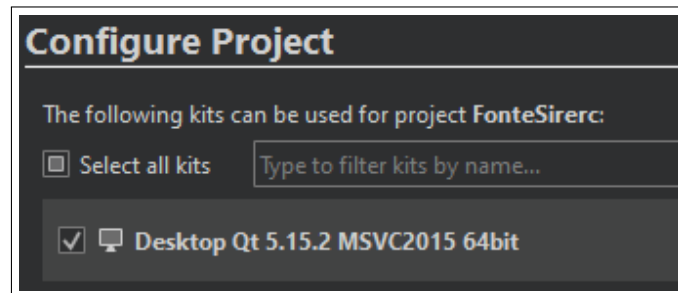 Configure Project
The following kits can be used for project FonteSirerc:
Select all kits
Type to filter kits by name...
Desktop Qt 5.15.2 MSVC2015 64bit